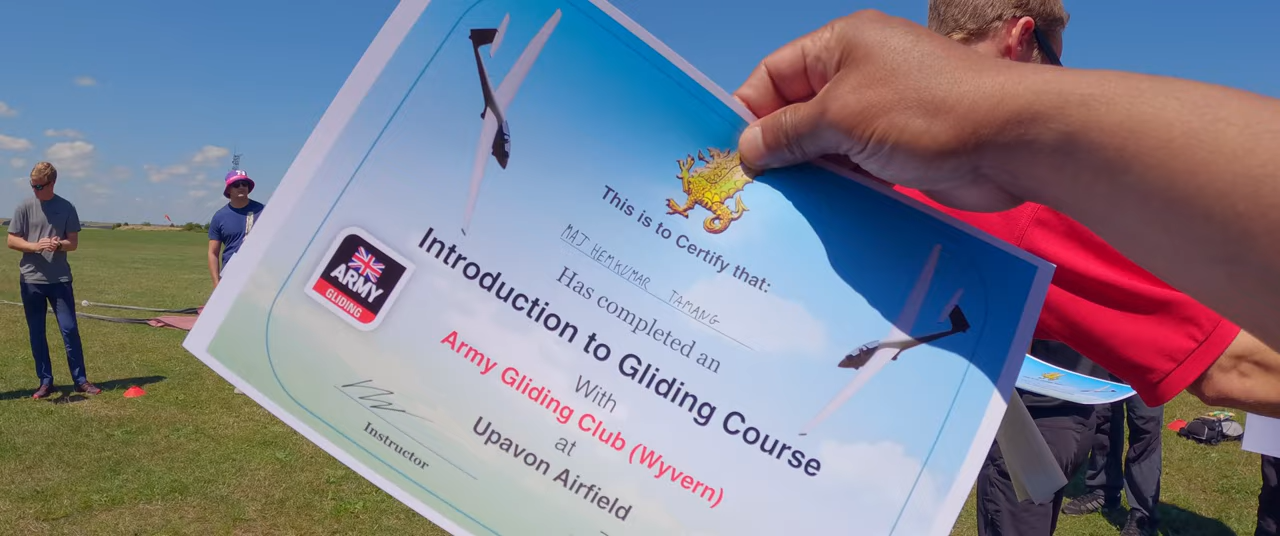 This is to Certify that:
MAJ HEMKUMAR TAMANG
Has completed an
Introduction to Gliding Course
With
Army Gliding Club (Wyvern)
at
Upavon Airfield
ARMY
GLIDING
Instructor